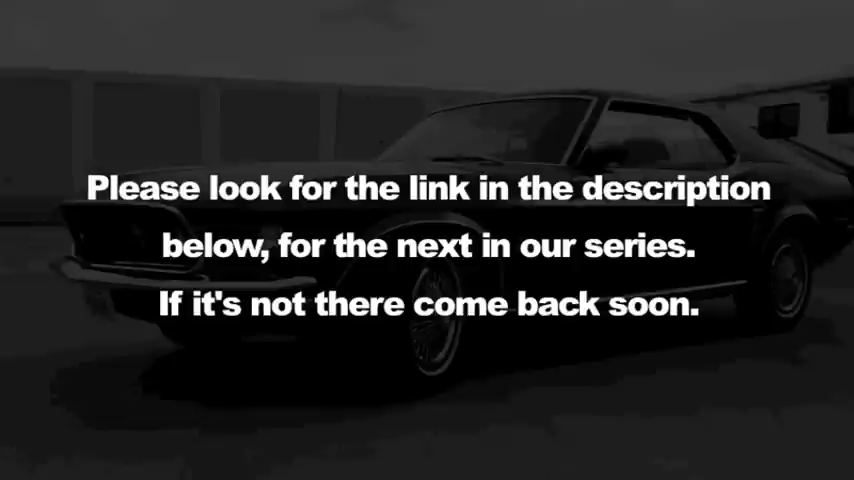 Please look for the link in the description
below, for the next in our series.
If it's not there come back soon.